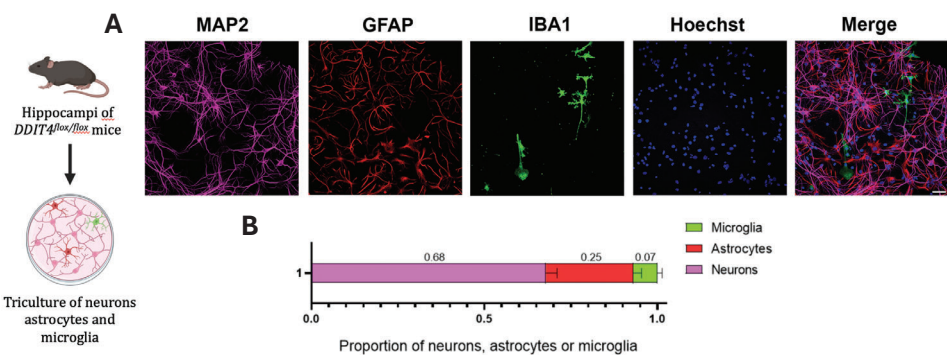 A
MAP2 GFAP IBA1 Hoechst Merge
Hippocampi of
DDIT4flox/flox mice
Triculture of neurons
astrocytes and
microglia
B
Microglia
Astrocytes
Neurons
0.68 0.25 0.07
1
0.0 0.5 1.0
Proportion of neurons, astrocytes or microglia